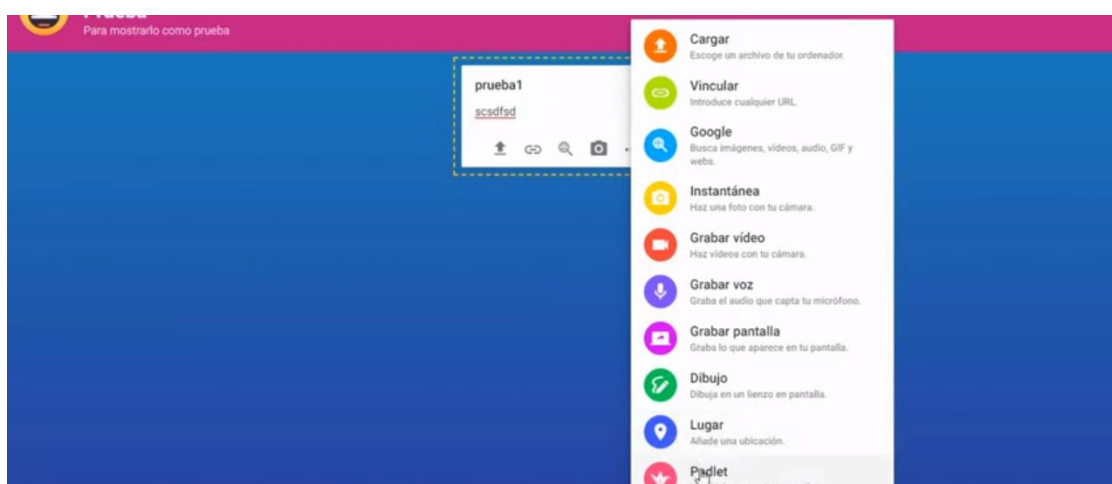 Prueba
Para mostrarlo como prueba
prueba1
scsdfsd
Cargar
Escoge un archivo de tu ordenador.
Vincular
Introduce cualquier URL.
Google
Busca imágenes, vídeos, audio, GIF y
webs.
Instantánea
Haz una foto con tu cámara.
Grabar vídeo
Haz vídeos con tu cámara.
Grabar voz
Graba el audio que capta tu micrófono.
Grabar pantalla
Graba lo que aparece en tu pantalla.
Dibujo
Dibuja en un lienzo en pantalla.
Lugar
Añade una ubicación.
Padlet